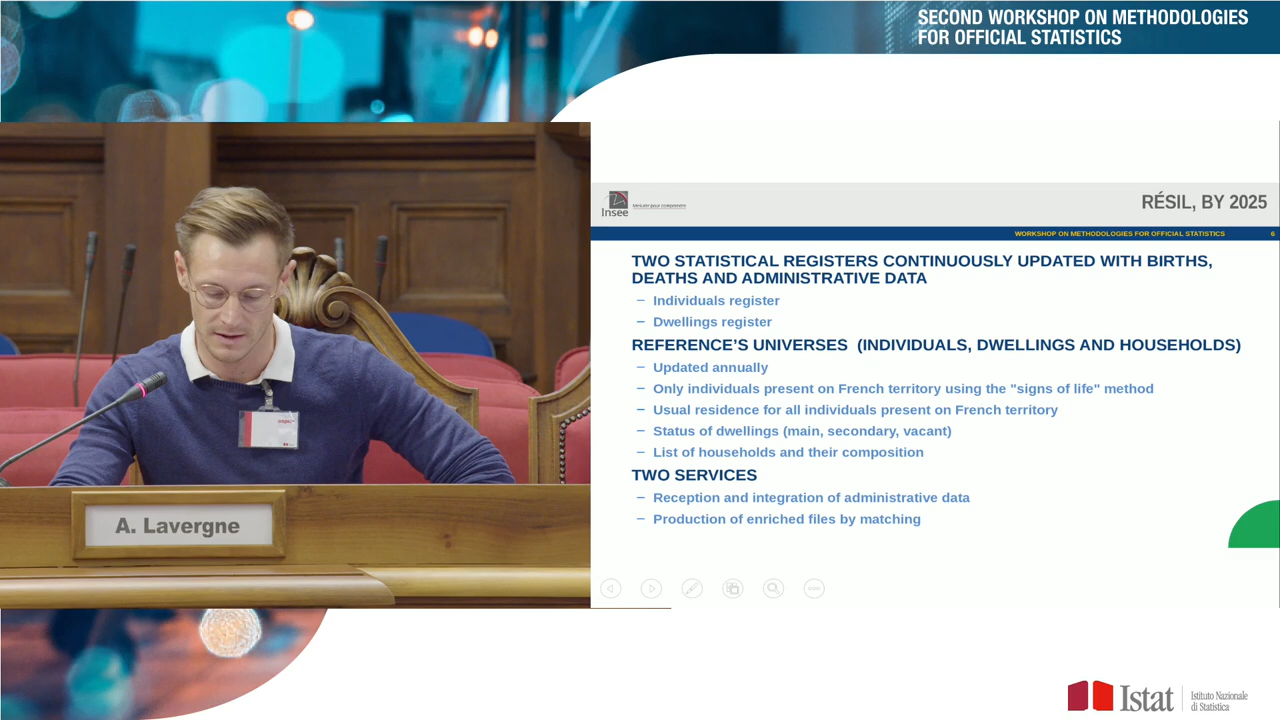 SECOND WORKSHOP ON METHODOLOGIES
FOR OFFICIAL STATISTICS
Insee
Mesurer pour comprendre
RÉSIL, BY 2025
WORKSHOP ON METHODOLOGIES FOR OFFICIAL STATISTICS 6
TWO STATISTICAL REGISTERS CONTINUOUSLY UPDATED WITH BIRTHS,
DEATHS AND ADMINISTRATIVE DATA
– Individuals register
– Dwellings register
REFERENCE'S UNIVERSES (INDIVIDUALS, DWELLINGS AND HOUSEHOLDS)
– Updated annually
– Only individuals present on French territory using the "signs of life" method
– Usual residence for all individuals present on French territory
– Status of dwellings (main, secondary, vacant)
– List of households and their composition
TWO SERVICES
– Reception and integration of administrative data
– Production of enriched files by matching
A. Lavergne
Istat
Istituto Nazionale
di Statistica